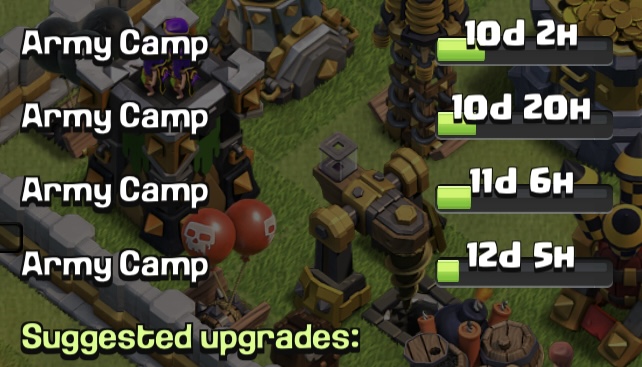 Army Camp 10d 2H
Army Camp 10d 20H
Army Camp 11d 6H
Army Camp 12d 5H
Suggested upgrades: